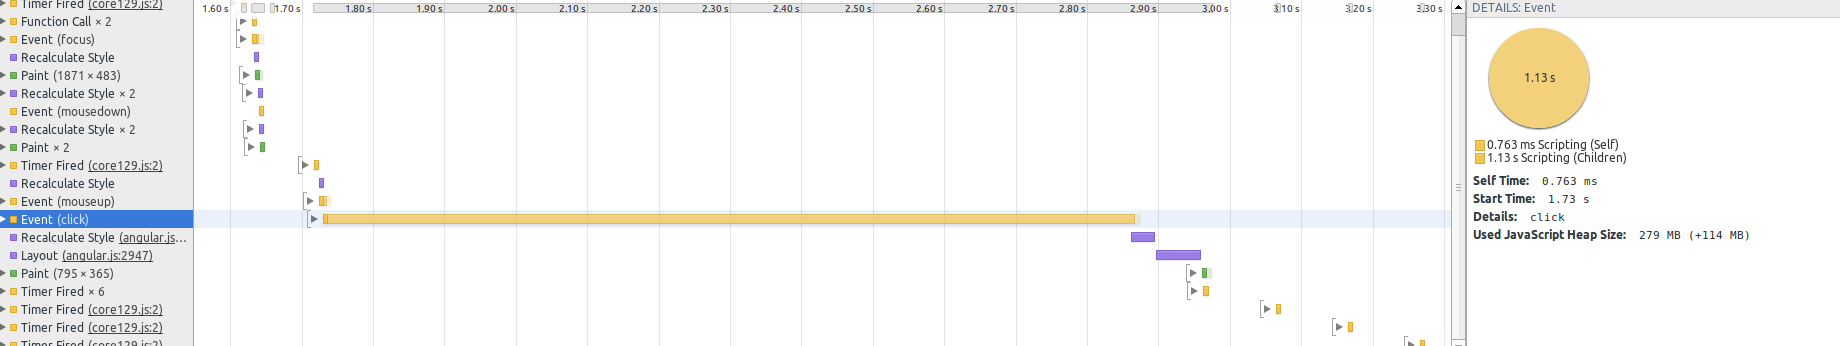 Timer Fired (core129.js:2)
Function Call × 2
Event (focus)
Recalculate Style
Paint (1871 × 483)
Recalculate Style × 2
Event (mousedown)
Recalculate Style × 2
Paint × 2
Timer Fired (core129.js:2)
Recalculate Style
Event (mouseup)
Event (click)
Recalculate Style (angular.js...
Layout (angular.js:2947)
Paint (795 × 365)
Timer Fired × 6
Timer Fired (core129.js:2)
Timer Fired (core129.js:2)
Timer Fired (core129.js:2)
1.60 s 1.70 s 1.80 s 1.90 s 2.00 s 2.10 s 2.20 s 2.30 s 2.40 s 2.50 s 2.60 s 2.70 s 2.80 s 2.90 s 3.00 s 3.10 s 3.20 s 3.30 s
DETAILS: Event
1.13 s
0.763 ms Scripting (Self)
1.13 s Scripting (Children)
Self Time: 0.763 ms
Start Time: 1.73 s
Details: click
Used JavaScript Heap Size: 279 MB (+114 MB)